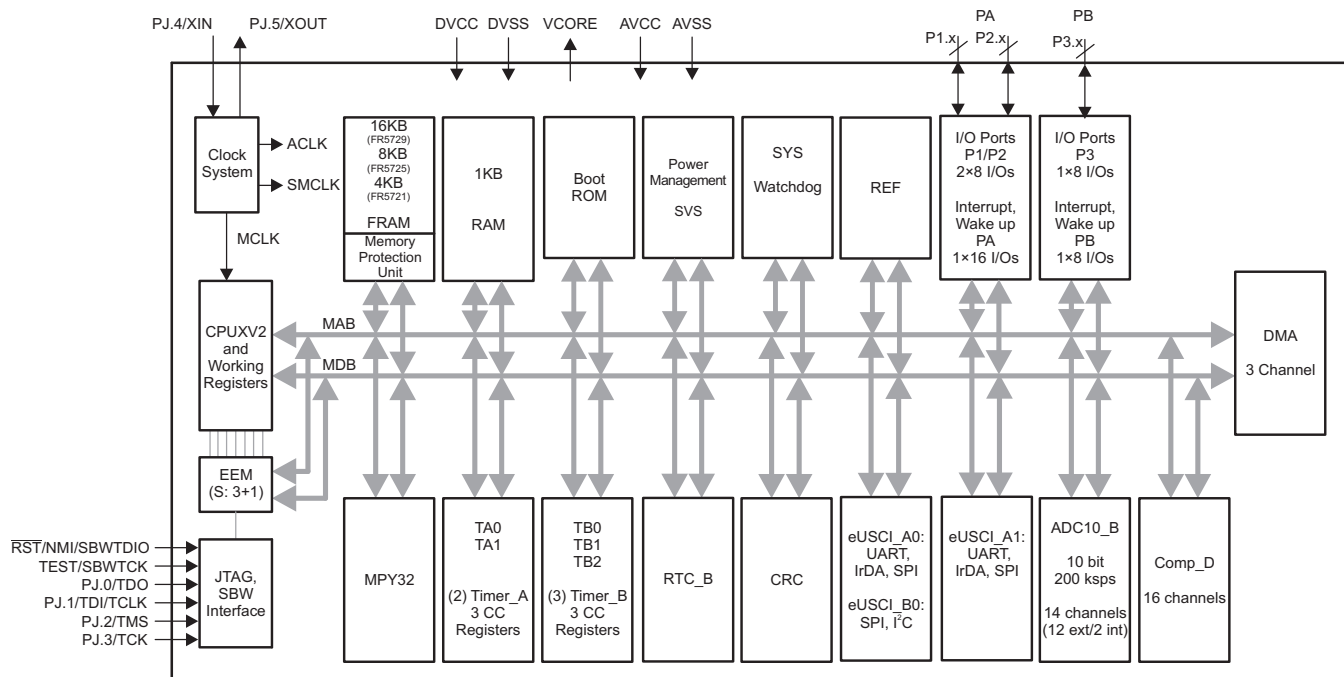 PJ.4/XIN
PJ.5/XOUT
DVCC
DVSS
VCORE
AVCC
AVSS
PA
P1.x
P2.x
PB
P3.x
Clock
System
ACLK
SMCLK
MCLK
16KB
(FR5729)
8KB
(FR5725)
4KB
(FR5721)
FRAM
Memory
Protection
Unit
1KB
RAM
Boot
ROM
Power
Management
SVS
SYS
Watchdog
REF
I/O Ports
P1/P2
2×8 I/Os
Interrupt,
Wake up
PA
1×16 I/Os
I/O Ports
P3
1×8 I/Os
Interrupt,
Wake up
PB
1×8 I/Os
CPUXV2
and
Working
Registers
MAB
MDB
DMA
3 Channel
EEM
(S: 3+1)
RST/NMI/SBWTDIO
TEST/SBWTCK
PJ.0/TDO
PJ.1/TDI/TCLK
PJ.2/TMS
PJ.3/TCK
JTAG,
SBW
Interface
MPY32
TA0
TA1
(2) Timer_A
3 CC
Registers
TB0
TB1
TB2
(3) Timer_B
3 CC
Registers
RTC_B
CRC
eUSCI_A0:
UART,
IrDA, SPI
eUSCI_B0:
SPI, I²C
eUSCI_A1:
UART,
IrDA, SPI
ADC10_B
10 bit
200 ksps
14 channels
(12 ext/2 int)
Comp_D
16 channels